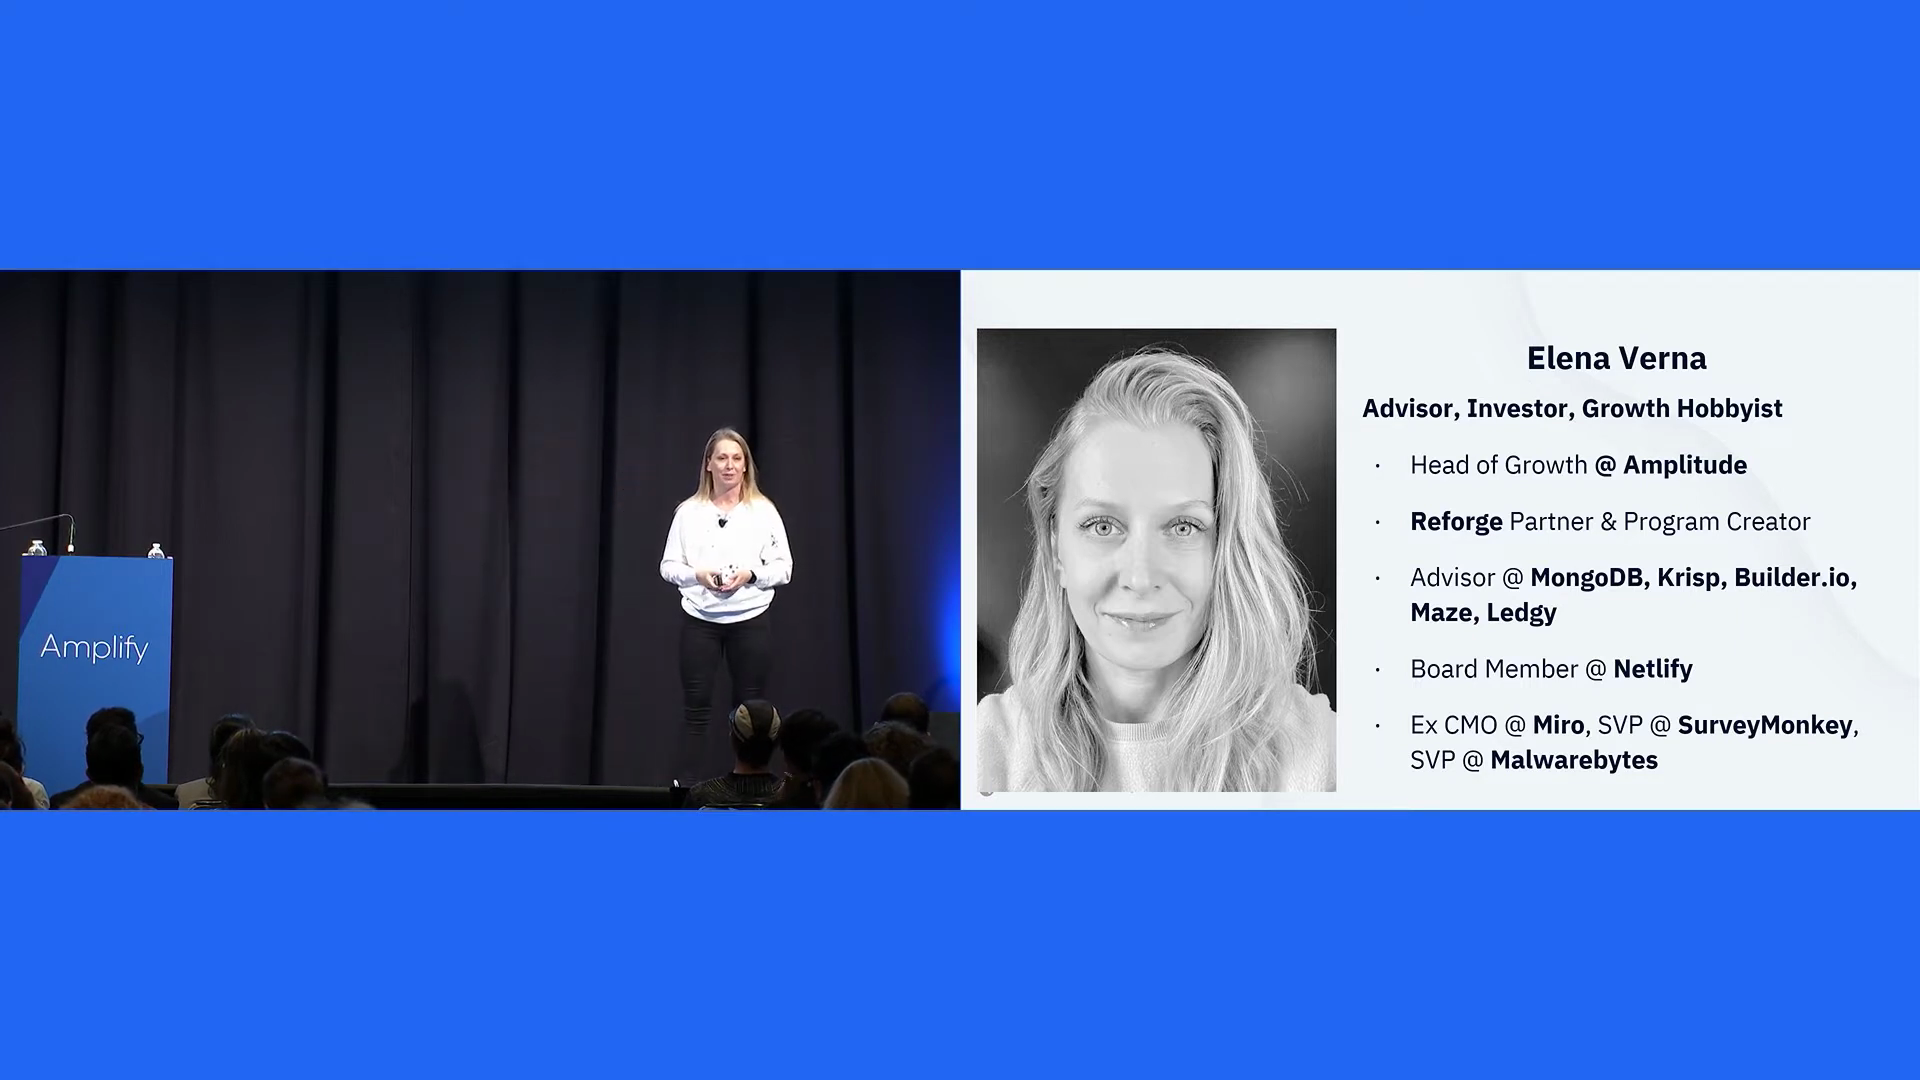 Amplify
Elena Verna
Advisor, Investor, Growth Hobbyist
· Head of Growth @ Amplitude
· Reforge Partner & Program Creator
· Advisor @ MongoDB, Krisp, Builder.io,
Maze, Ledgy
· Board Member @ Netlify
· Ex CMO @ Miro, SVP @ SurveyMonkey,
SVP @ Malwarebytes